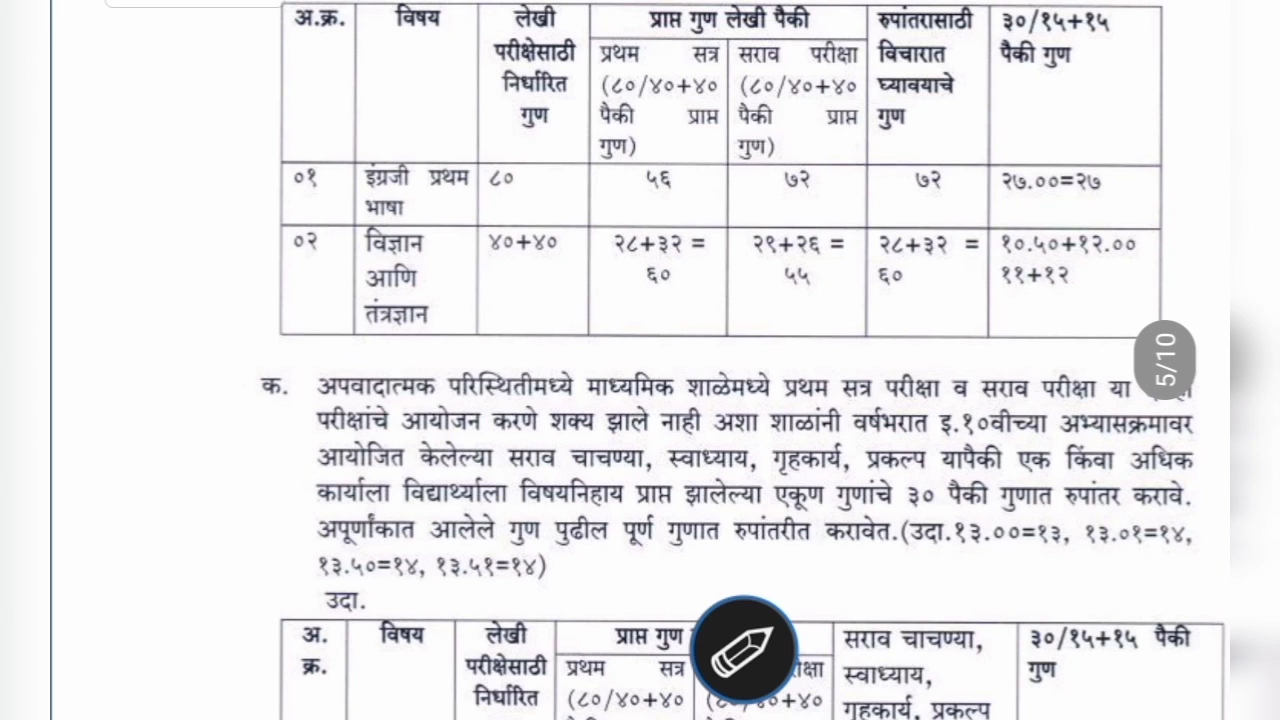 अ.क्र. विषय लेखी परीक्षेसाठी निर्धारित गुण प्राप्त गुण लेखी पैकी रुपांतरासाठी विचारात घ्यावयाचे गुण ३०/१५+१५ पैकी गुण
प्रथम सत्र (८०/४०+४० पैकी प्राप्त गुण) सराव परीक्षा (८०/४०+४० पैकी प्राप्त गुण)
०१ इंग्रजी प्रथम भाषा ८० ५६ ७२ ७२ २७.००=२७
०२ विज्ञान आणि तंत्रज्ञान ४०+४० २८+३२ = ६० २९+२६ = ५५ २८+३२ = ६० १०.५०+१२.०० ११+१२
5/10
क. अपवादात्मक परिस्थितीमध्ये माध्यमिक शाळेमध्ये प्रथम सत्र परीक्षा व सराव परीक्षा या
परीक्षांचे आयोजन करणे शक्य झाले नाही अशा शाळांनी वर्षभरात इ.१०वीच्या अभ्यासक्रमावर
आयोजित केलेल्या सराव चाचण्या, स्वाध्याय, गृहकार्य, प्रकल्प यापैकी एक किंवा अधिक
कार्याला विद्यार्थ्याला विषयनिहाय प्राप्त झालेल्या एकूण गुणांचे ३० पैकी गुणात रुपांतर करावे.
अपूर्णांकात आलेले गुण पुढील पूर्ण गुणात रुपांतरीत करावेत.(उदा.१३.००=१३, १३.०१=१४,
१३.५०=१४, १३.५१=१४)
उदा.
अ. क्र. विषय लेखी परीक्षेसाठी निर्धारित प्राप्त गुण सराव चाचण्या, स्वाध्याय, गृहकार्य, प्रकल्प ३०/१५+१५ पैकी गुण
प्रथम सत्र (८०/४०+४०